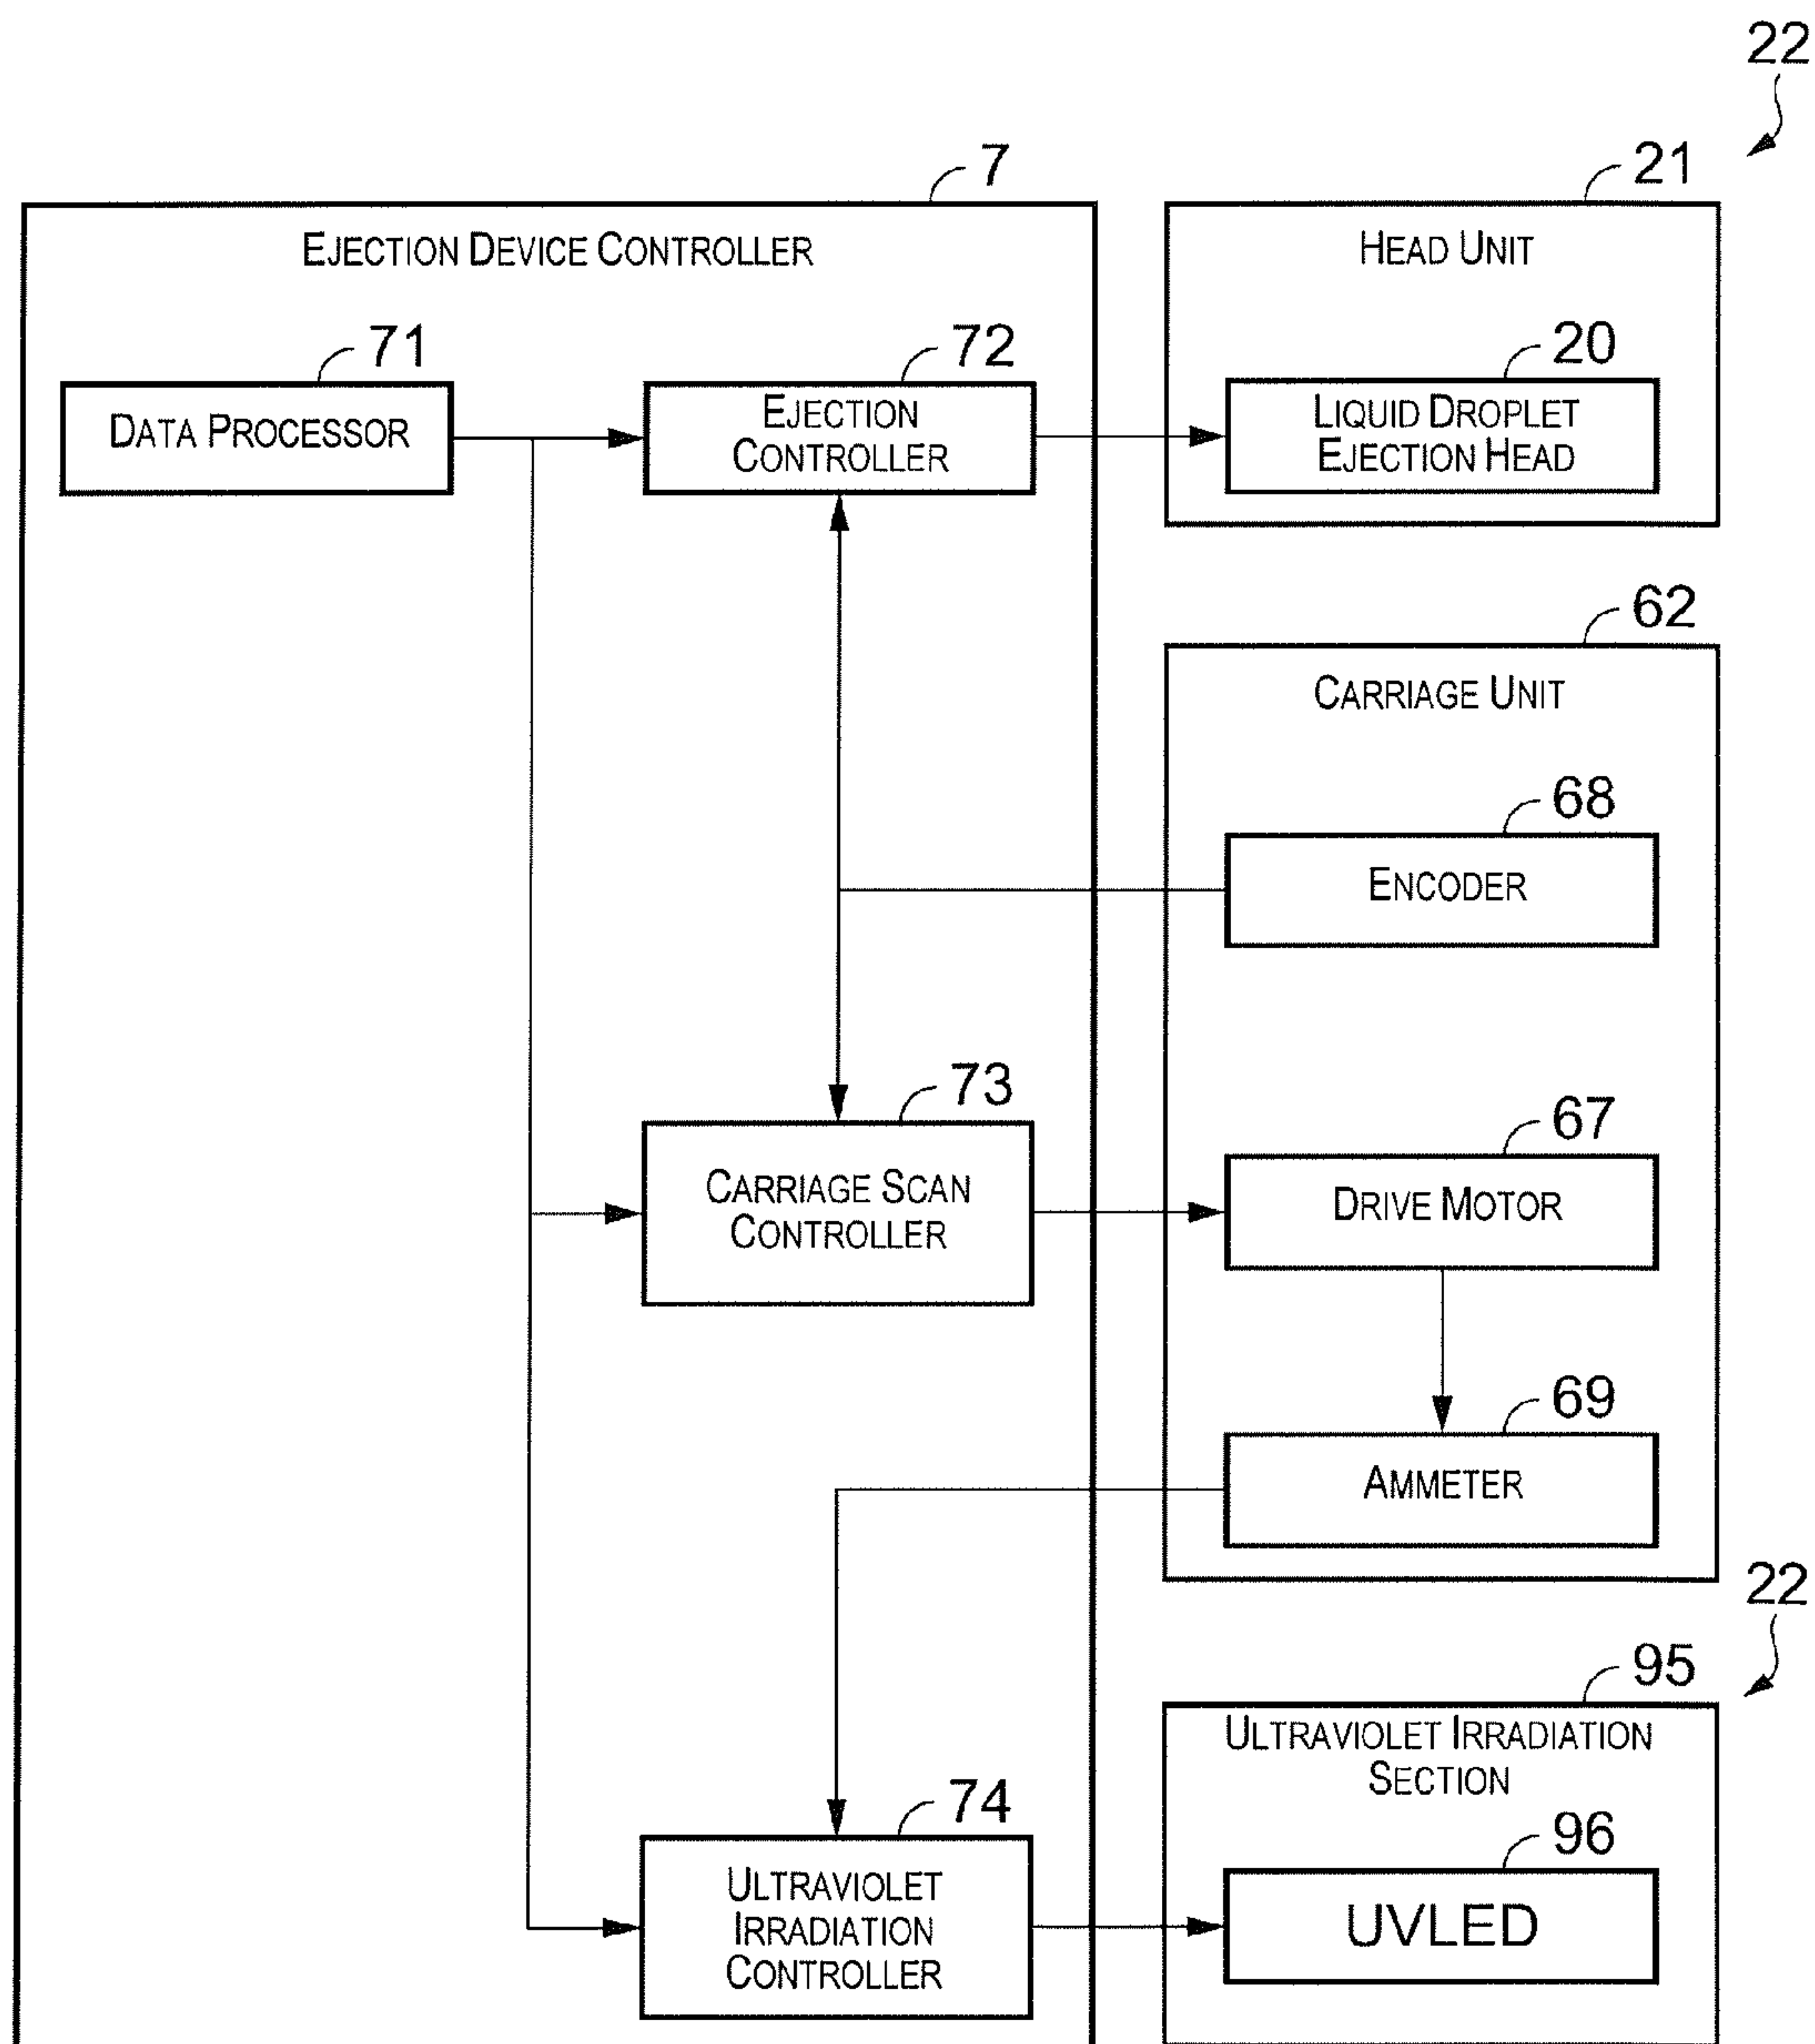 22
7
EJECTION DEVICE CONTROLLER
71
DATA PROCESSOR
72
EJECTION
CONTROLLER
21
HEAD UNIT
20
LIQUID DROPLET
EJECTION HEAD
62
CARRIAGE UNIT
68
ENCODER
73
CARRIAGE SCAN
CONTROLLER
67
DRIVE MOTOR
69
AMMETER
22
74
ULTRAVIOLET
IRRADIATION
CONTROLLER
95
ULTRAVIOLET IRRADIATION
SECTION
96
UVLED